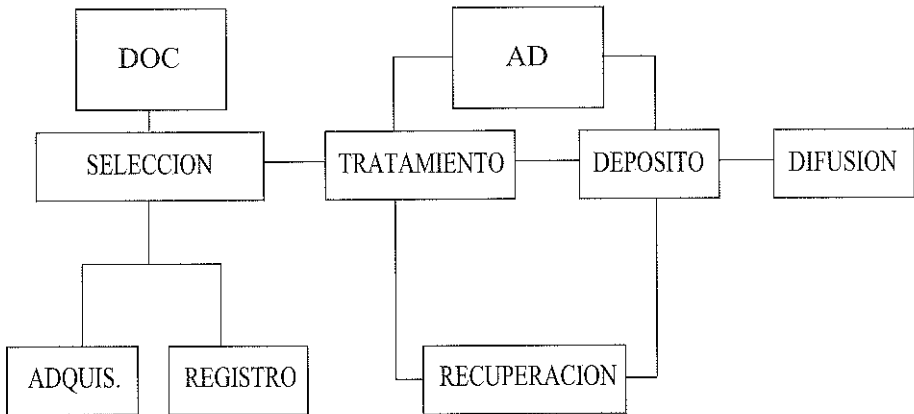 DOC
AD
SELECCION
TRATAMIENTO
DEPOSITO
DIFUSION
ADQUIS.
REGISTRO
RECUPERACION